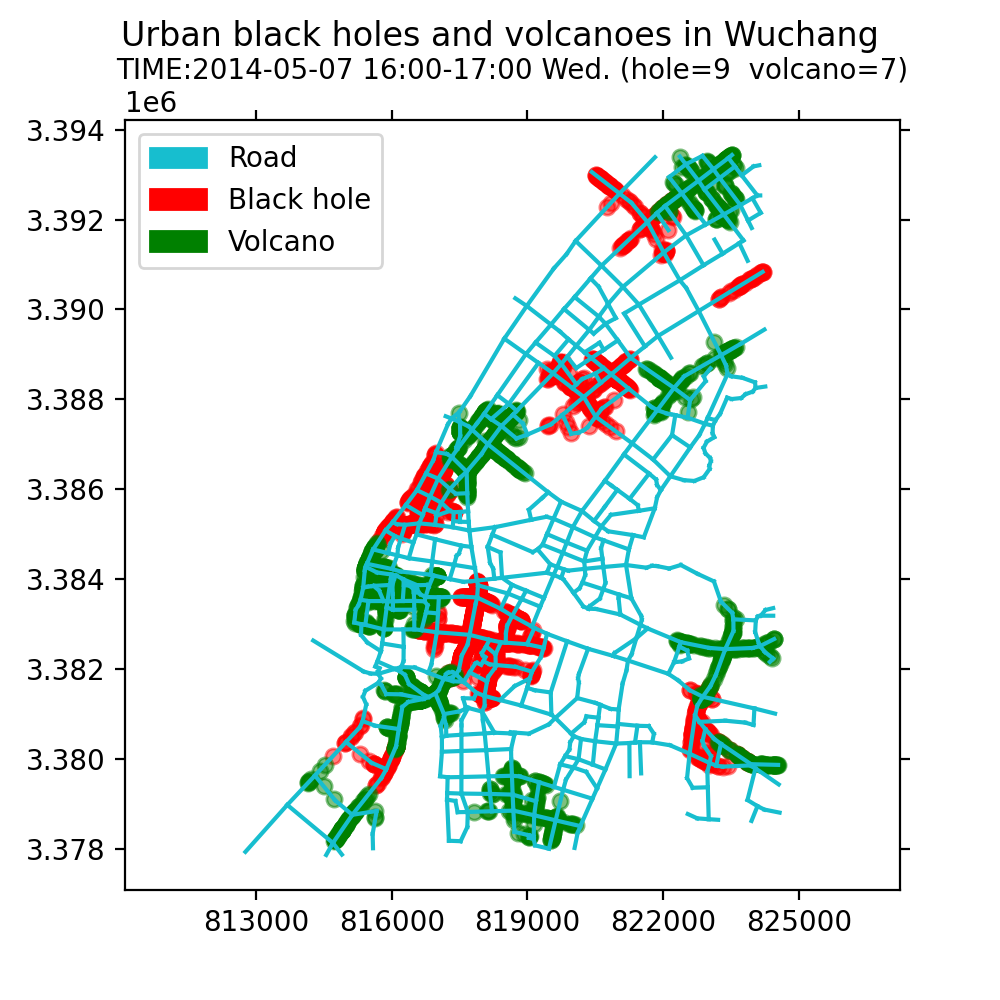 Urban black holes and volcanoes in Wuchang
TIME:2014-05-07 16:00-17:00 Wed. (hole=9  volcano=7)
1e6
3.394
3.392
3.390
3.388
3.386
3.384
3.382
3.380
3.378
Road
Black hole
Volcano
813000 816000 819000 822000 825000